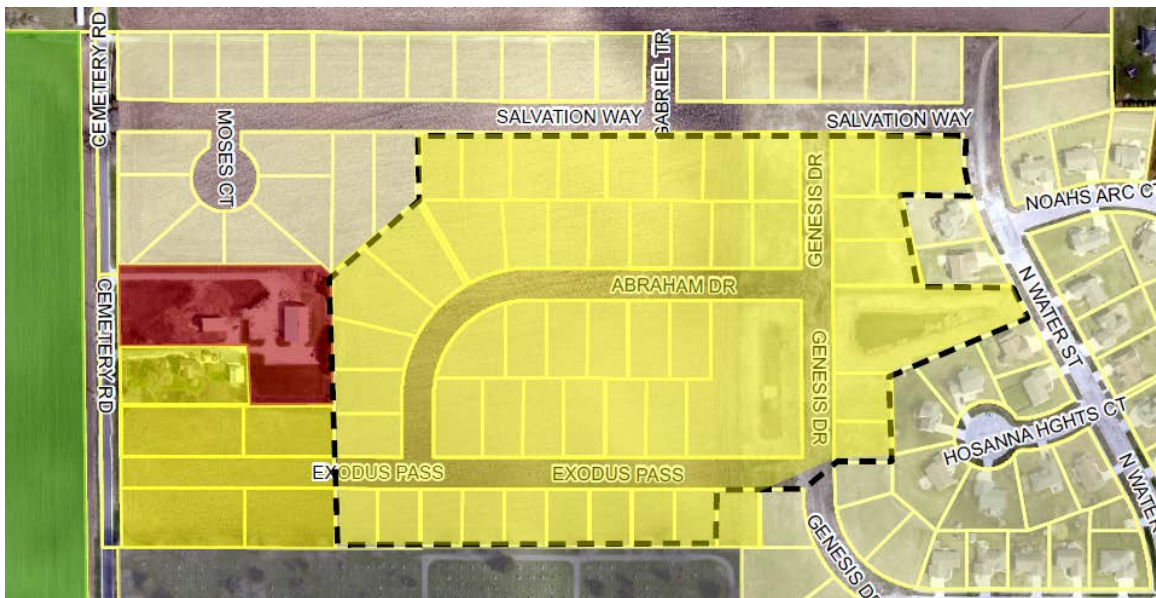 CEMETERY RD
GABRIEL TR
SALVATION WAY
SALVATION WAY
MOSES CT
GENESIS DR
NOAHS ARC CT
ABRAHAM DR
N WATER ST
CEMETERY RD
GENESIS DR
HOSANNA HGHTS CT
EXODUS PASS
EXODUS PASS
N WATER
GENESIS DR